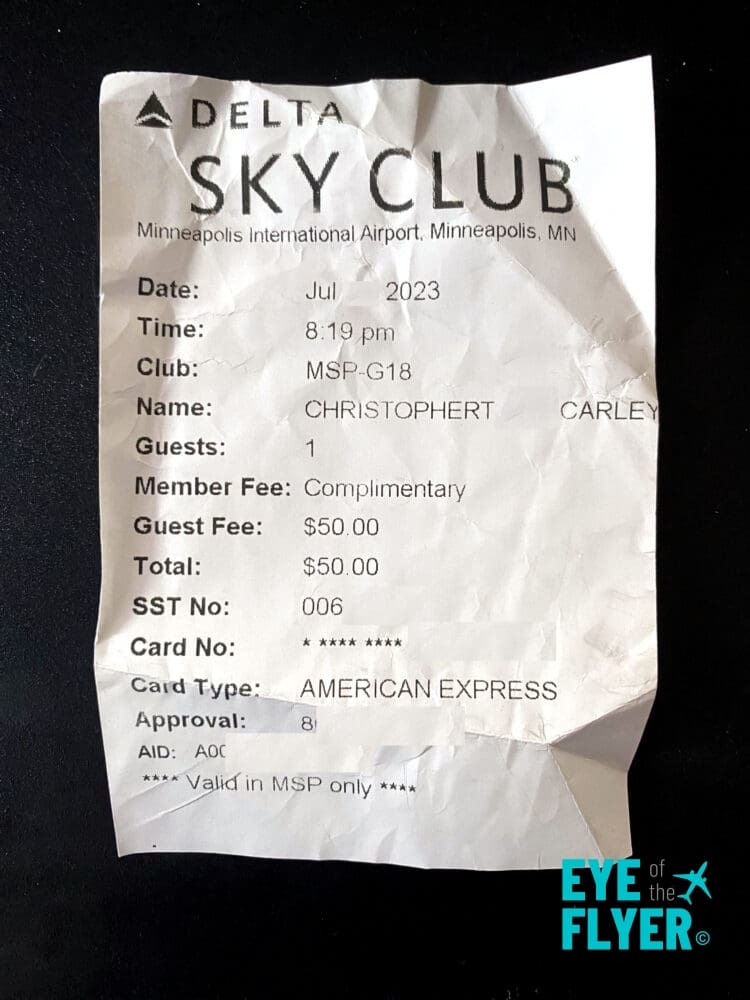 DELTA
SKY CLUB
Minneapolis International Airport, Minneapolis, MN
Date: Jul 2023
Time: 8:19 pm
Club: MSP-G18
Name: CHRISTOPHERT CARLEY
Guests: 1
Member Fee: Complimentary
Guest Fee: $50.00
Total: $50.00
SST No: 006
Card No: * **** ****
Card Type: AMERICAN EXPRESS
Approval: 8
AID: A00
**** Valid in MSP only ****
EYE of the
FLYER©